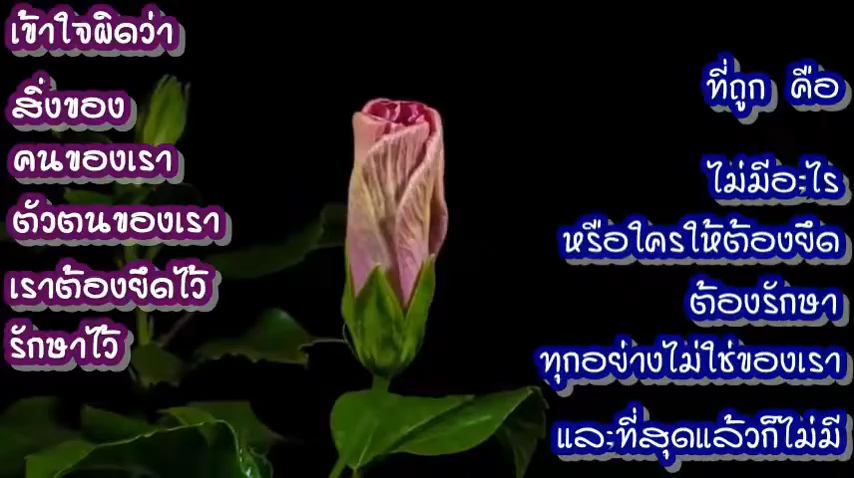 เข้าใจผิดว่า
สิ่งของ
คนของเรา
ตัวตนของเรา
เราต้องยึดไว้
รักษาไว้
ที่ถูก คือ
ไม่มีอะไร
หรือใครให้ต้องยึด
ต้องรักษา
ทุกอย่างไม่ใช่ของเรา
และที่สุดแล้วก็ไม่มี